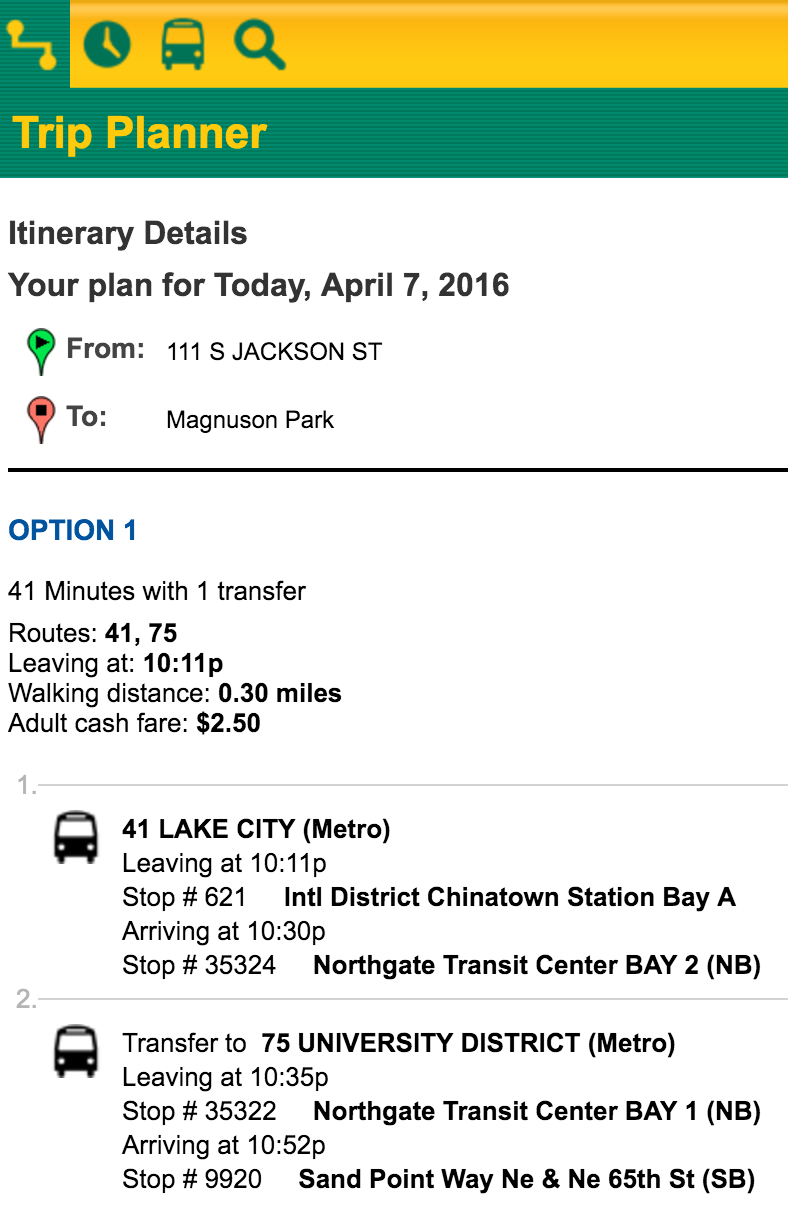 Trip Planner
Itinerary Details
Your plan for Today, April 7, 2016
From: 111 S JACKSON ST
To: Magnuson Park
OPTION 1
41 Minutes with 1 transfer
Routes: 41, 75
Leaving at: 10:11p
Walking distance: 0.30 miles
Adult cash fare: $2.50
1.
41 LAKE CITY (Metro)
Leaving at 10:11p
Stop # 621 Intl District Chinatown Station Bay A
Arriving at 10:30p
Stop # 35324 Northgate Transit Center BAY 2 (NB)
2.
Transfer to 75 UNIVERSITY DISTRICT (Metro)
Leaving at 10:35p
Stop # 35322 Northgate Transit Center BAY 1 (NB)
Arriving at 10:52p
Stop # 9920 Sand Point Way Ne & Ne 65th St (SB)